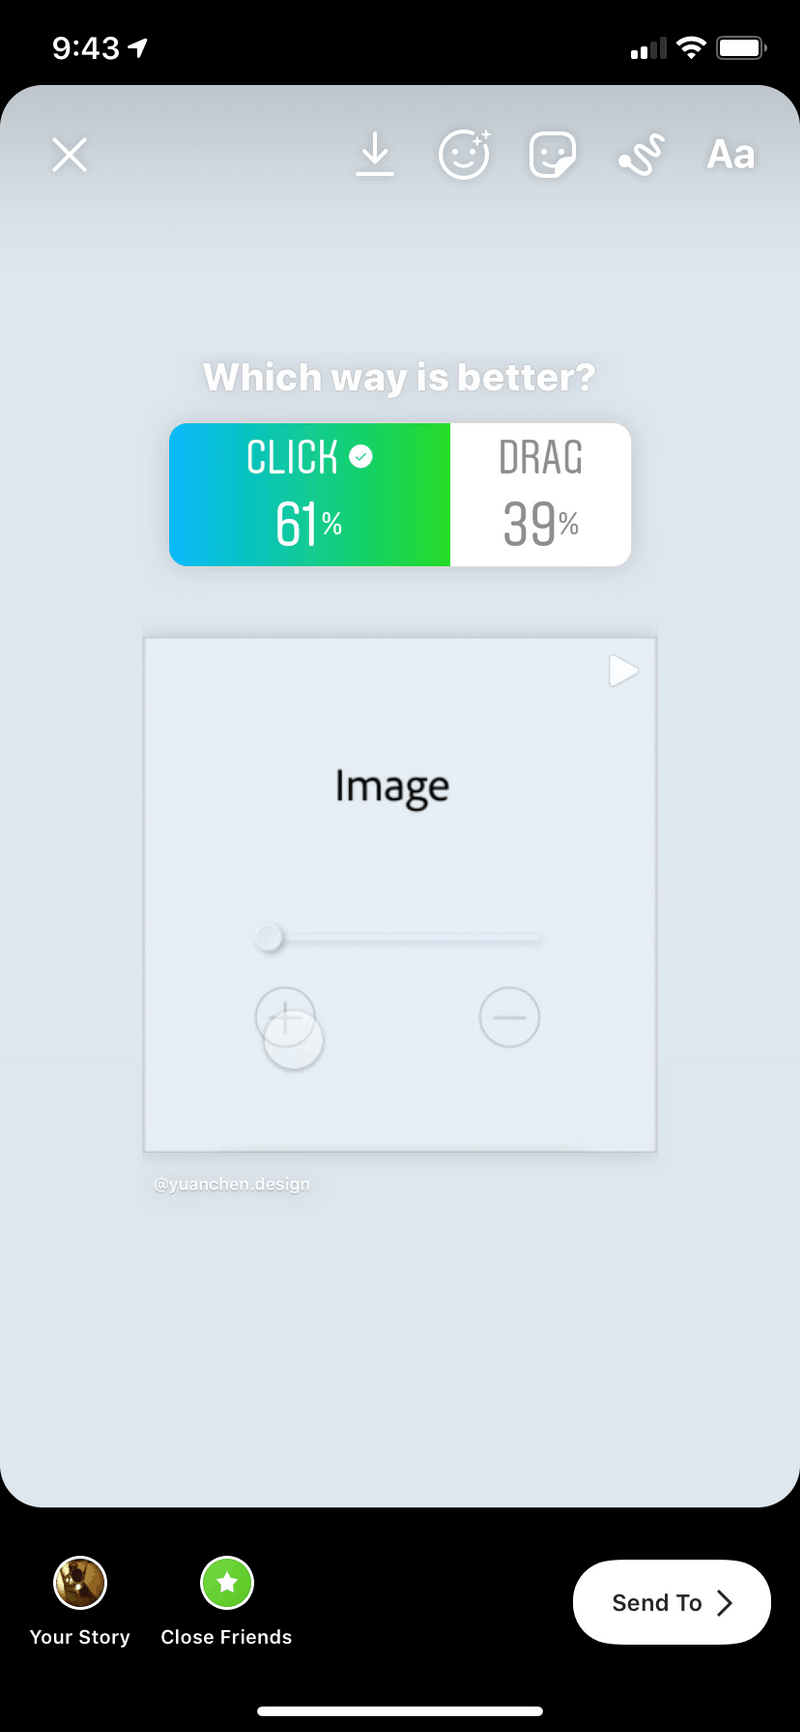 9:43
Aa
Which way is better?
CLICK DRAG
61% 39%
Image
@yuanchen.design
Your Story Close Friends
Send To